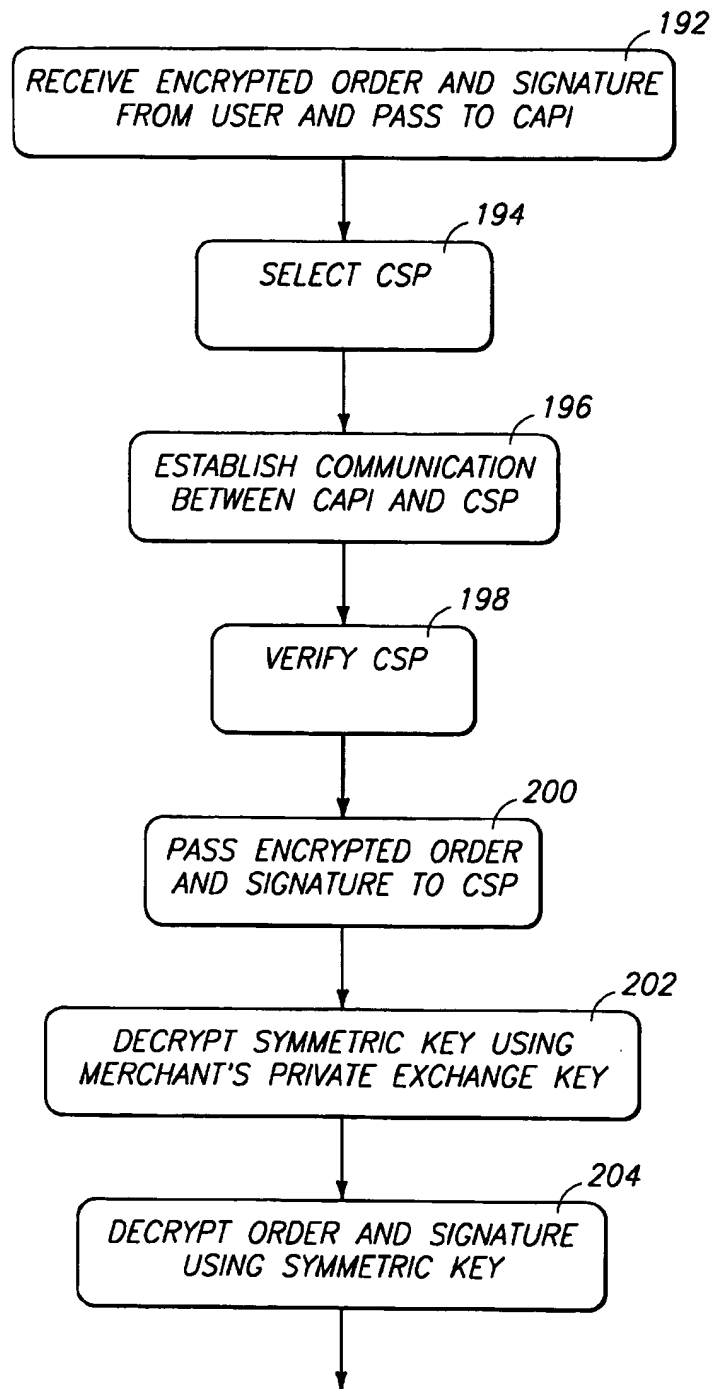 192
RECEIVE ENCRYPTED ORDER AND SIGNATURE
FROM USER AND PASS TO CAPI
194
SELECT CSP
196
ESTABLISH COMMUNICATION
BETWEEN CAPI AND CSP
198
VERIFY CSP
200
PASS ENCRYPTED ORDER
AND SIGNATURE TO CSP
202
DECRYPT SYMMETRIC KEY USING
MERCHANT'S PRIVATE EXCHANGE KEY
204
DECRYPT ORDER AND SIGNATURE
USING SYMMETRIC KEY